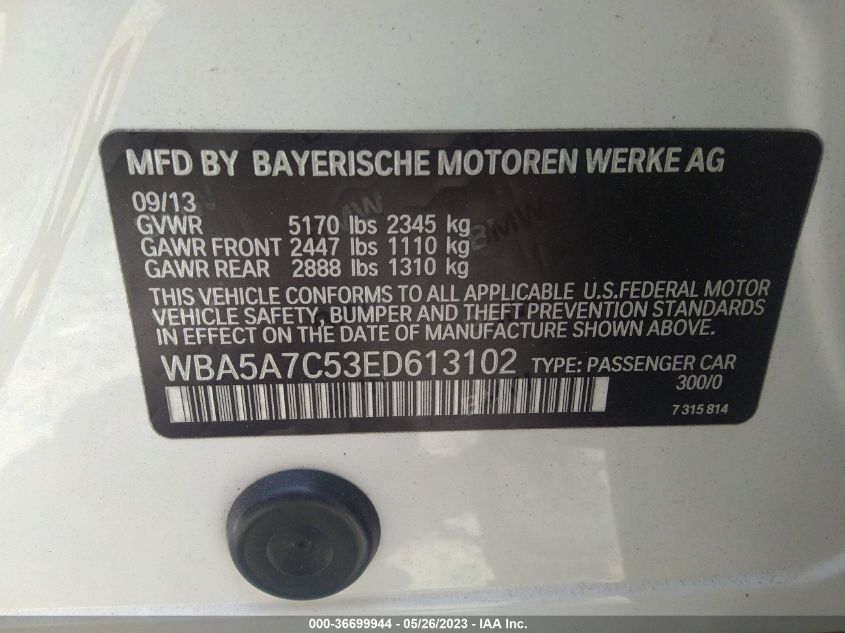 MFD BY BAYERISCHE MOTOREN WERKE AG
09/13
GVWR 5170 lbs 2345 kg
GAWR FRONT 2447 lbs 1110 kg
GAWR REAR 2888 lbs 1310 kg
THIS VEHICLE CONFORMS TO ALL APPLICABLE U.S.FEDERAL MOTOR
VEHICLE SAFETY, BUMPER AND THEFT PREVENTION STANDARDS
IN EFFECT ON THE DATE OF MANUFACTURE SHOWN ABOVE.
WBA5A7C53ED613102 TYPE: PASSENGER CAR
300/0
7 315 814
000-36699944 - 05/26/2023 - IAA Inc.